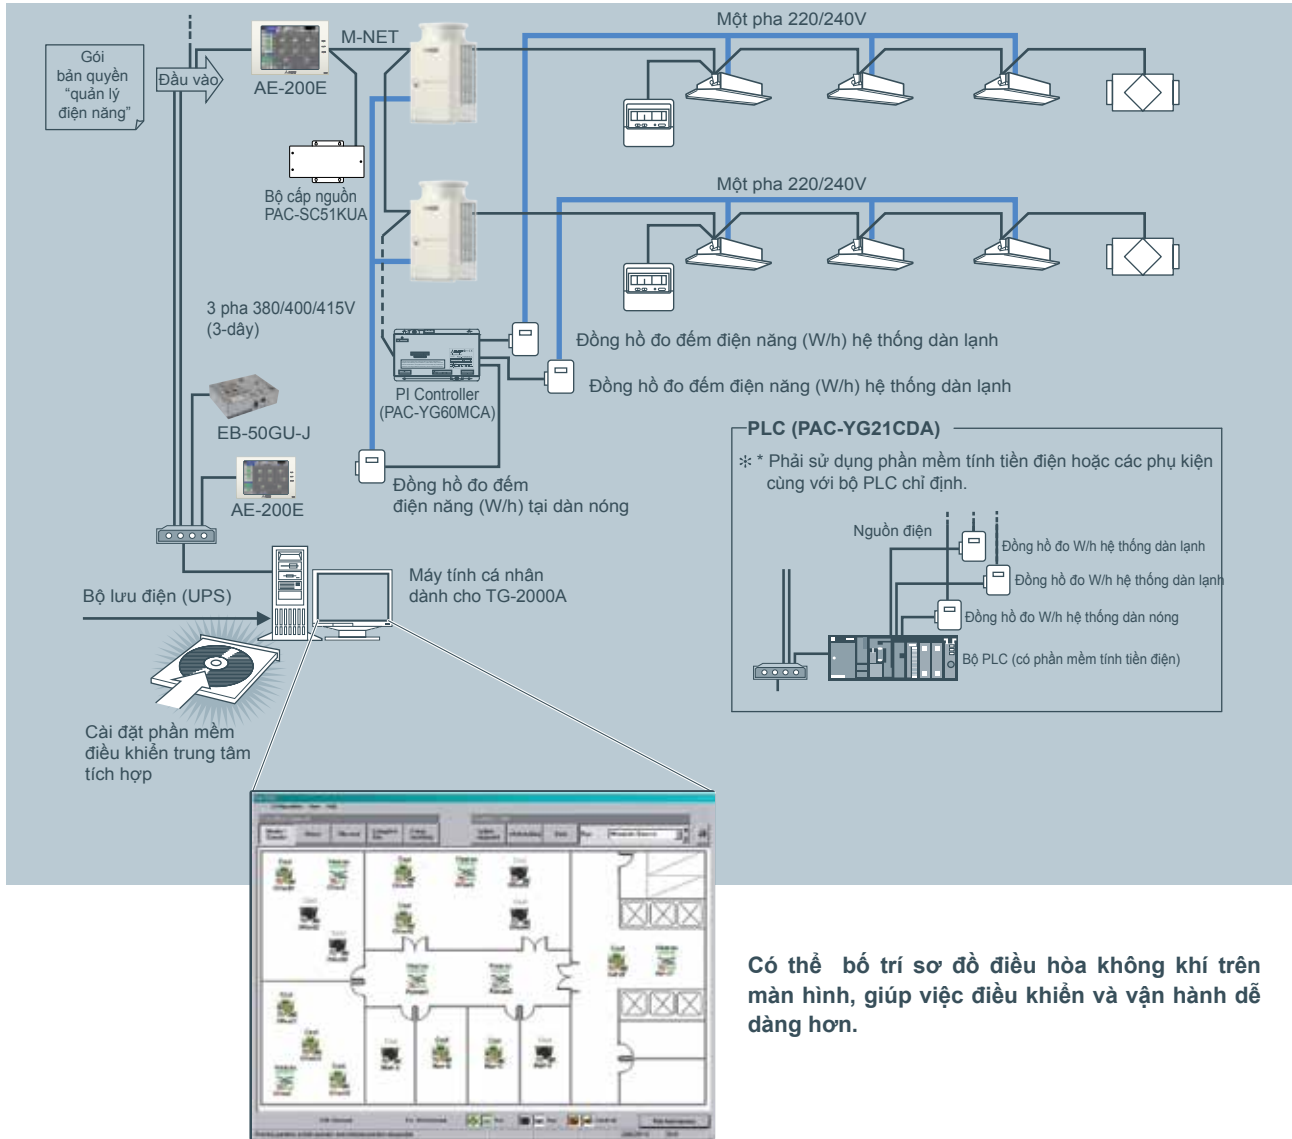 Một pha 220/240V
M-NET
Gói
bản quyền
“quản lý
điện năng”
Đầu vào
AE-200E
Bộ cấp nguồn
PAC-SC51KUA
Một pha 220/240V
3 pha 380/400/415V
(3-dây)
Đồng hồ đo đếm điện năng (W/h) hệ thống dàn lạnh
Đồng hồ đo đếm điện năng (W/h) hệ thống dàn lạnh
PI Controller
(PAC-YG60MCA)
EB-50GU-J
AE-200E
Đồng hồ đo đếm
điện năng (W/h) tại dàn nóng
PLC (PAC-YG21CDA)
* * Phải sử dụng phần mềm tính tiền điện hoặc các phụ kiện
cùng với bộ PLC chỉ định.
Nguồn điện
Đồng hồ đo W/h hệ thống dàn lạnh
Đồng hồ đo W/h hệ thống dàn lạnh
Đồng hồ đo W/h hệ thống dàn nóng
Bộ PLC (có phần mềm tính tiền điện)
Máy tính cá nhân
dành cho TG-2000A
Bộ lưu điện (UPS)
Cài đặt phần mềm
điều khiển trung tâm
tích hợp
Có thể bố trí sơ đồ điều hòa không khí trên
màn hình, giúp việc điều khiển và vận hành dễ
dàng hơn.